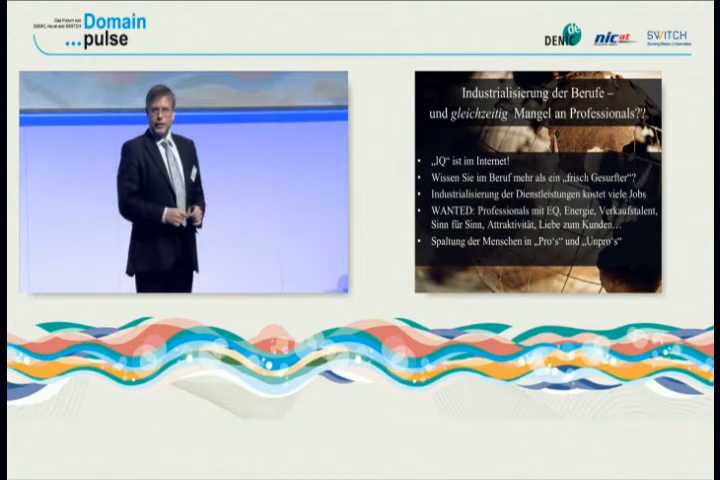 Das Forum von
DENIC, nic.at und SWITCH
Domain
...pulse
DENIC
de
nic.at
SWITCH
Industrialisierung der Berufe –
und gleichzeitig Mangel an Professionals??
• „IQ“ ist im Internet!
• Wissen Sie im Beruf mehr als ein „frisch Gesurfter“?
• Industrialisierung der Dienstleistungen kostet viele Jobs
• WANTED: Professionals mit EQ, Energie, Verkaufstalent,
Sinn für Sinn, Attraktivität, Liebe zum Kunden…
• Spaltung der Menschen in „Pro‘s“ und „Unpro‘s“